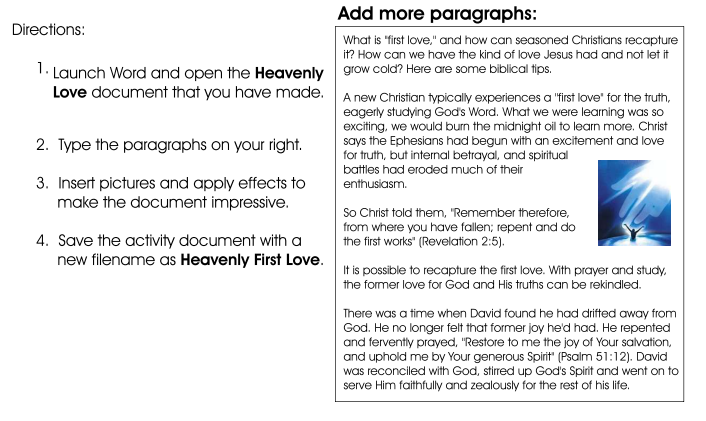 Directions:
1. Launch Word and open the Heavenly
Love document that you have made.
2. Type the paragraphs on your right.
3. Insert pictures and apply effects to
make the document impressive.
4. Save the activity document with a
new filename as Heavenly First Love.
Add more paragraphs:
What is "first love," and how can seasoned Christians recapture
it? How can we have the kind of love Jesus had and not let it
grow cold? Here are some biblical tips.
A new Christian typically experiences a "first love" for the truth,
eagerly studying God's Word. What we were learning was so
exciting, we would burn the midnight oil to learn more. Christ
says the Ephesians had begun with an excitement and love
for truth, but internal betrayal, and spiritual
battles had eroded much of their
enthusiasm.
So Christ told them, "Remember therefore,
from where you have fallen; repent and do
the first works" (Revelation 2:5).
It is possible to recapture the first love. With prayer and study,
the former love for God and His truths can be rekindled.
There was a time when David found he had drifted away from
God. He no longer felt that former joy he'd had. He repented
and fervently prayed, "Restore to me the joy of Your salvation,
and uphold me by Your generous Spirit" (Psalm 51:12). David
was reconciled with God, stirred up God's Spirit and went on to
serve Him faithfully and zealously for the rest of his life.